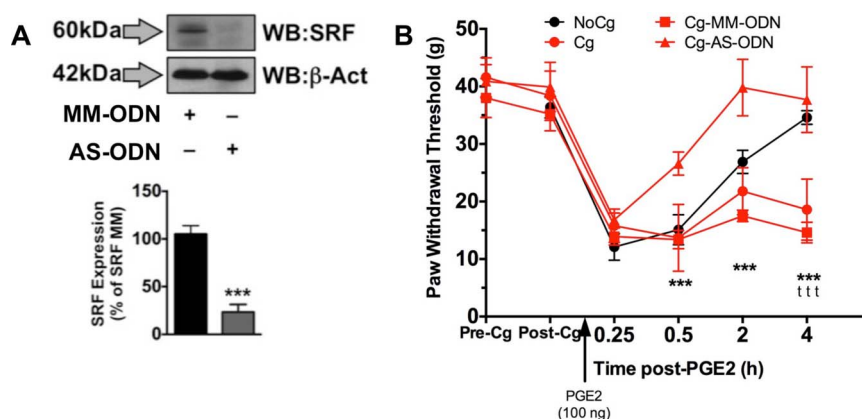 A
60kDa
WB:SRF
42kDa
WB:β-Act
MM-ODN + –
AS-ODN – +
SRF Expression
(% of SRF MM)
150
100
50
0
***
B
NoCg
Cg
Cg-MM-ODN
Cg-AS-ODN
Paw Withdrawal Threshold (g)
50
40
30
20
10
0
***
***
***
t t t
Pre-Cg Post-Cg 0.25 0.5 2 4
Time post-PGE2 (h)
PGE2
(100 ng)